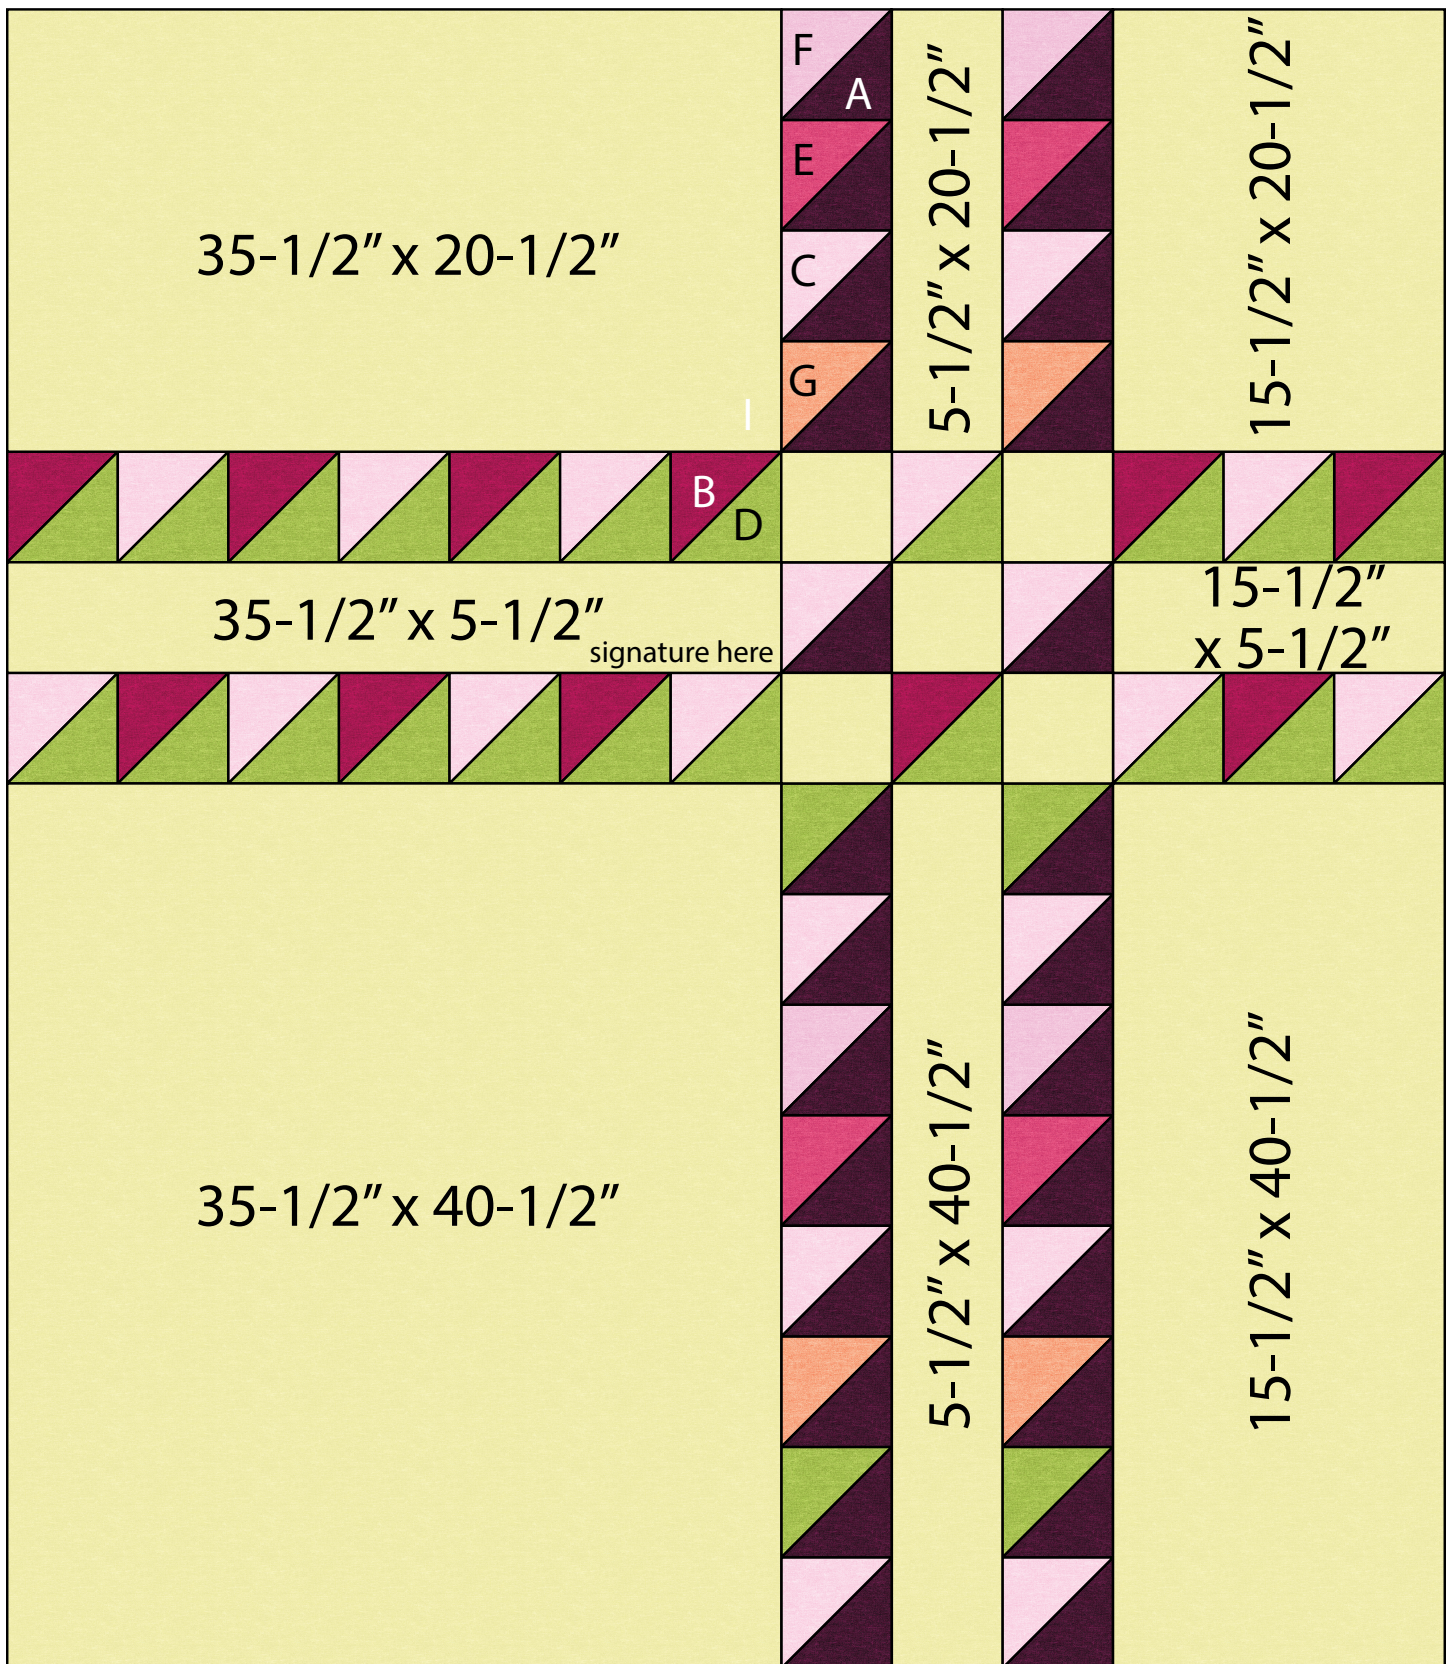 F
A
E
C
G
I
35-1/2” x 20-1/2”
5-1/2” x 20-1/2”
15-1/2” x 20-1/2”
B
D
35-1/2” x 5-1/2”
signature here
15-1/2”
x 5-1/2”
35-1/2” x 40-1/2”
5-1/2” x 40-1/2”
15-1/2” x 40-1/2”